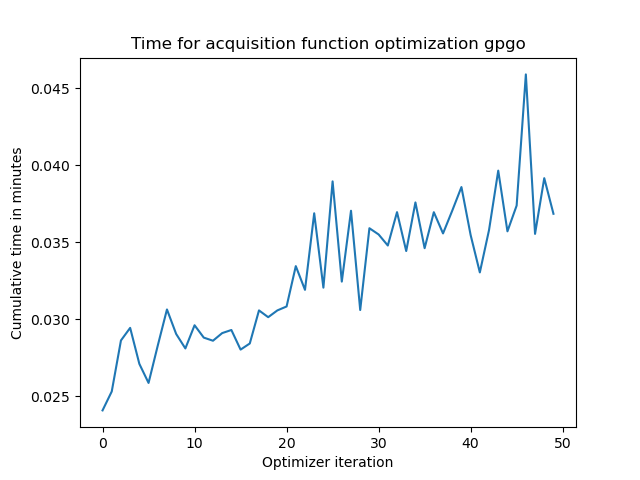 Time for acquisition function optimization gpgo
0.045
0.040
0.035
0.030
0.025
Cumulative time in minutes
0 10 20 30 40 50
Optimizer iteration